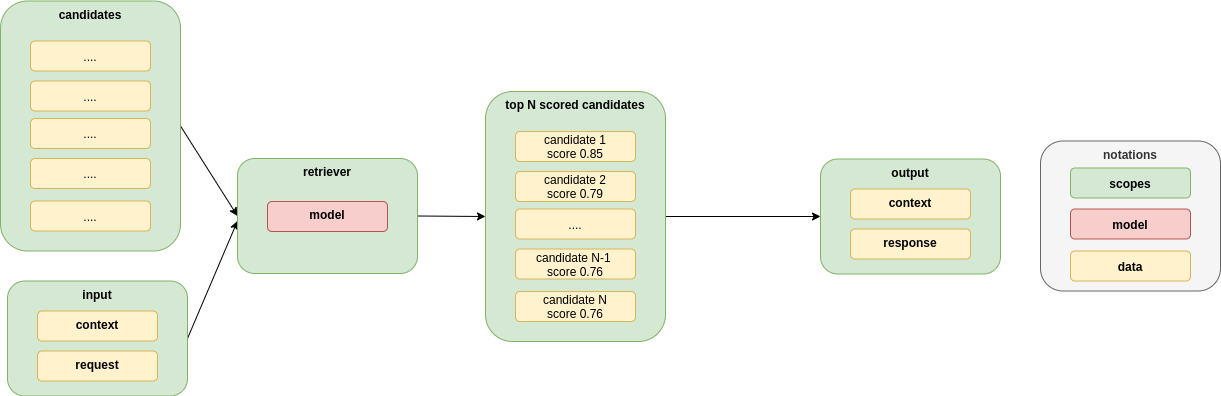 candidates
....
....
....
....
....
input
context
request
retriever
model
top N scored candidates
candidate 1
score 0.85
candidate 2
score 0.79
....
candidate N-1
score 0.76
candidate N
score 0.76
output
context
response
notations
scopes
model
data